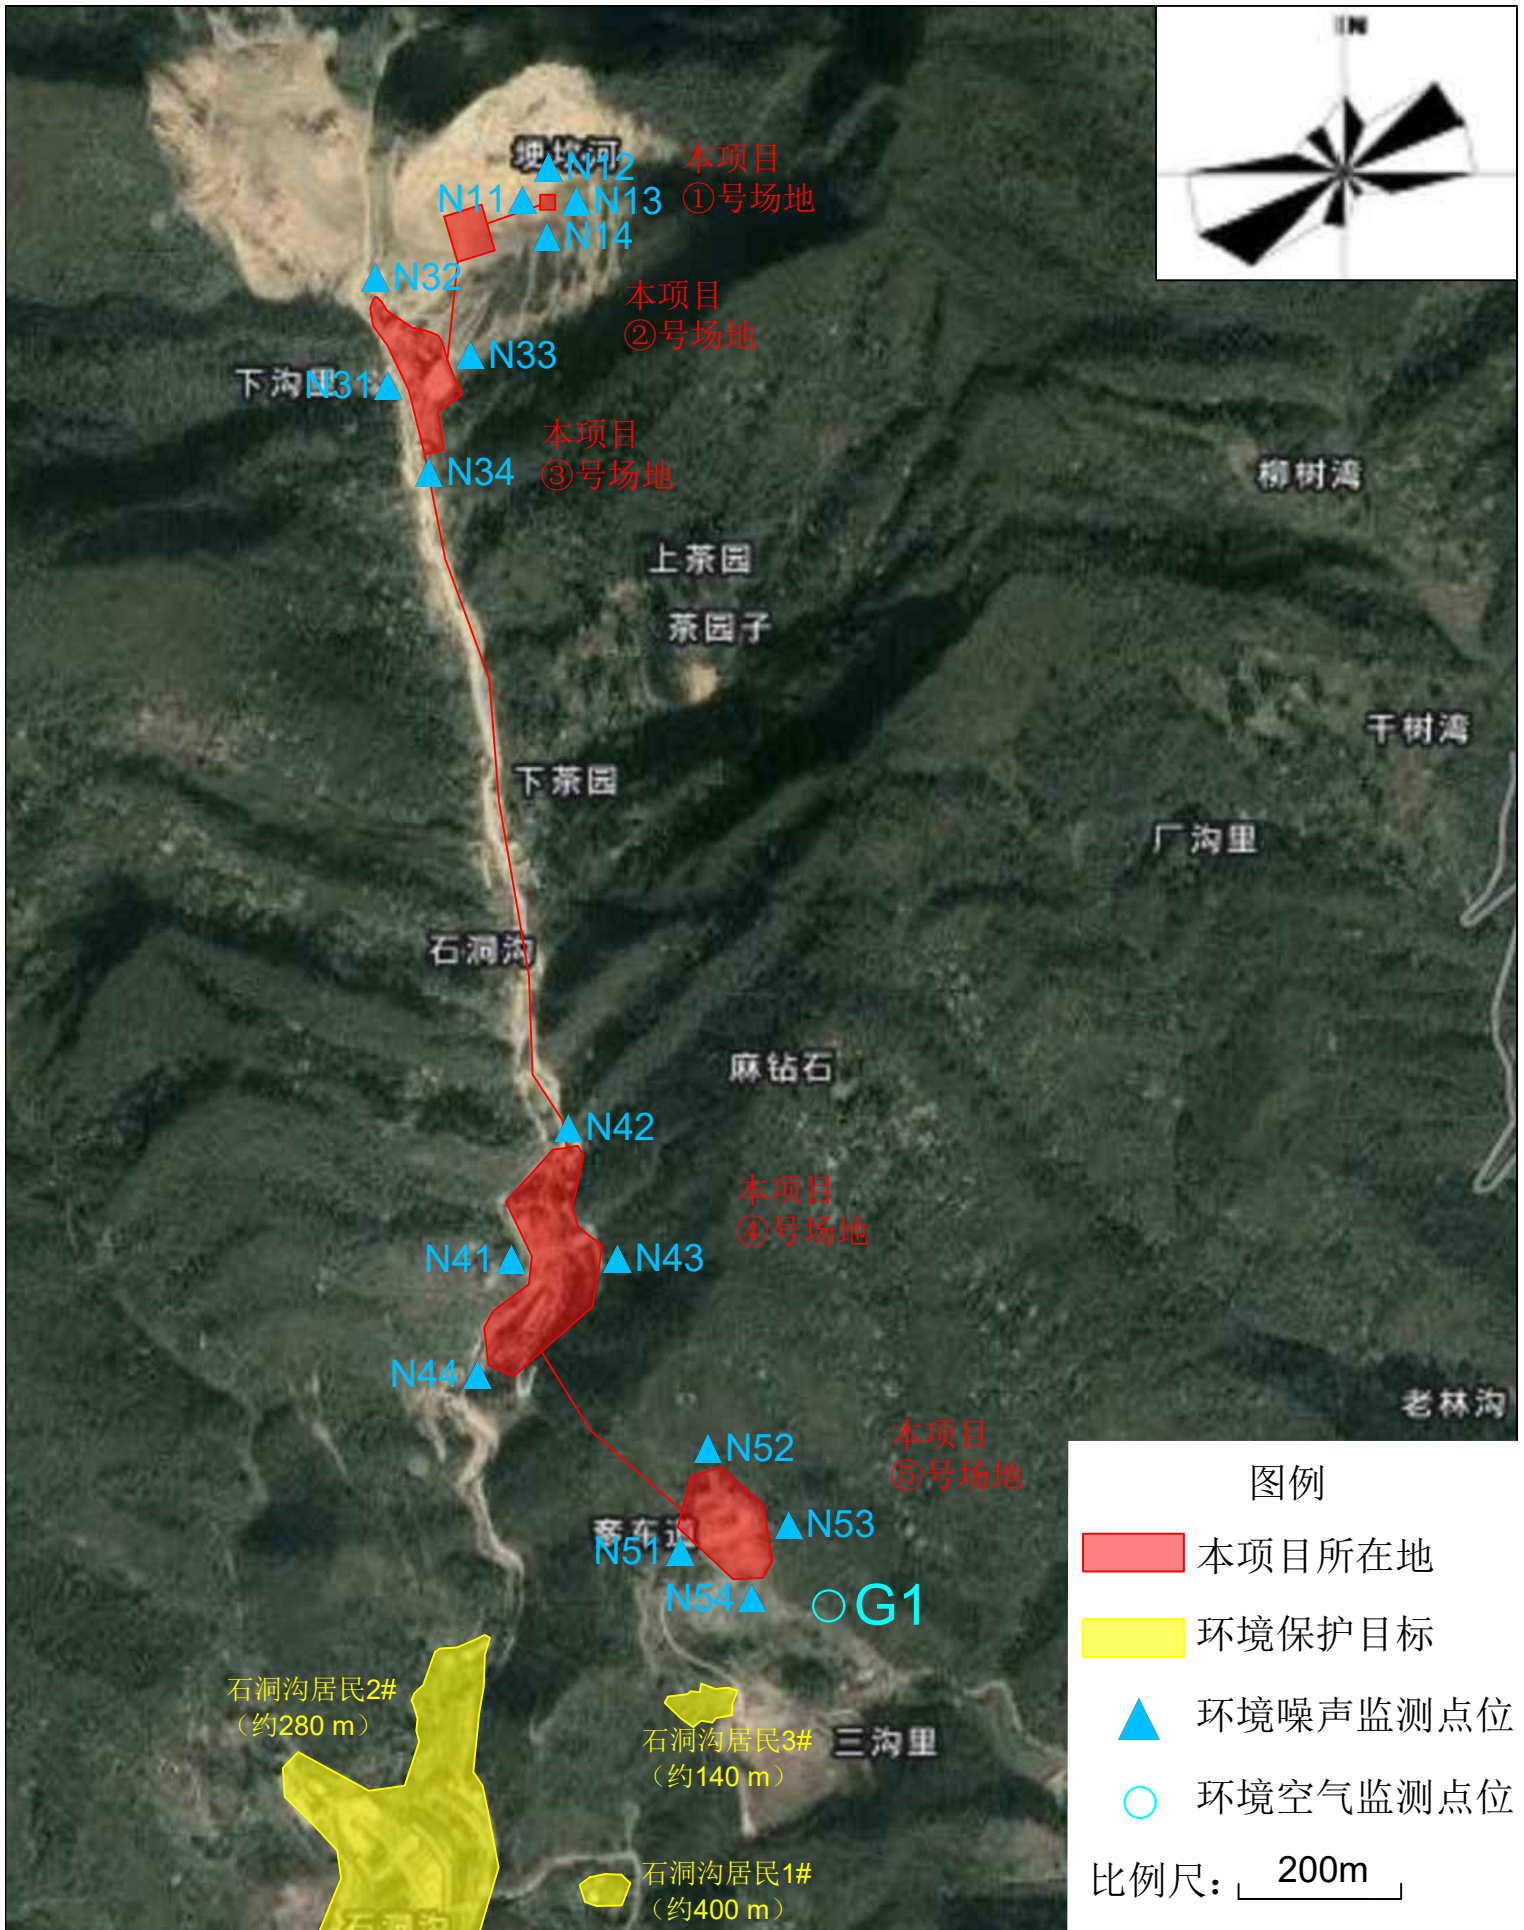 N
埂坎河
N12
N11
N13
N14
本项目
①号场地
N32
本项目
②号场地
N33
下沟里
N31
本项目
③号场地
N34
柳树湾
上茶园
茶园子
干树湾
下茶园
厂沟里
石洞沟
麻钻石
N42
本项目
④号场地
N41
N43
N44
老林沟
本项目
⑤号场地
N52
N53
N51
N54
G1
石洞沟居民2#
（约280 m）
石洞沟居民3#
（约140 m）
三沟里
石洞沟居民1#
（约400 m）
石洞沟
图例
本项目所在地
环境保护目标
环境噪声监测点位
环境空气监测点位
比例尺：
200m